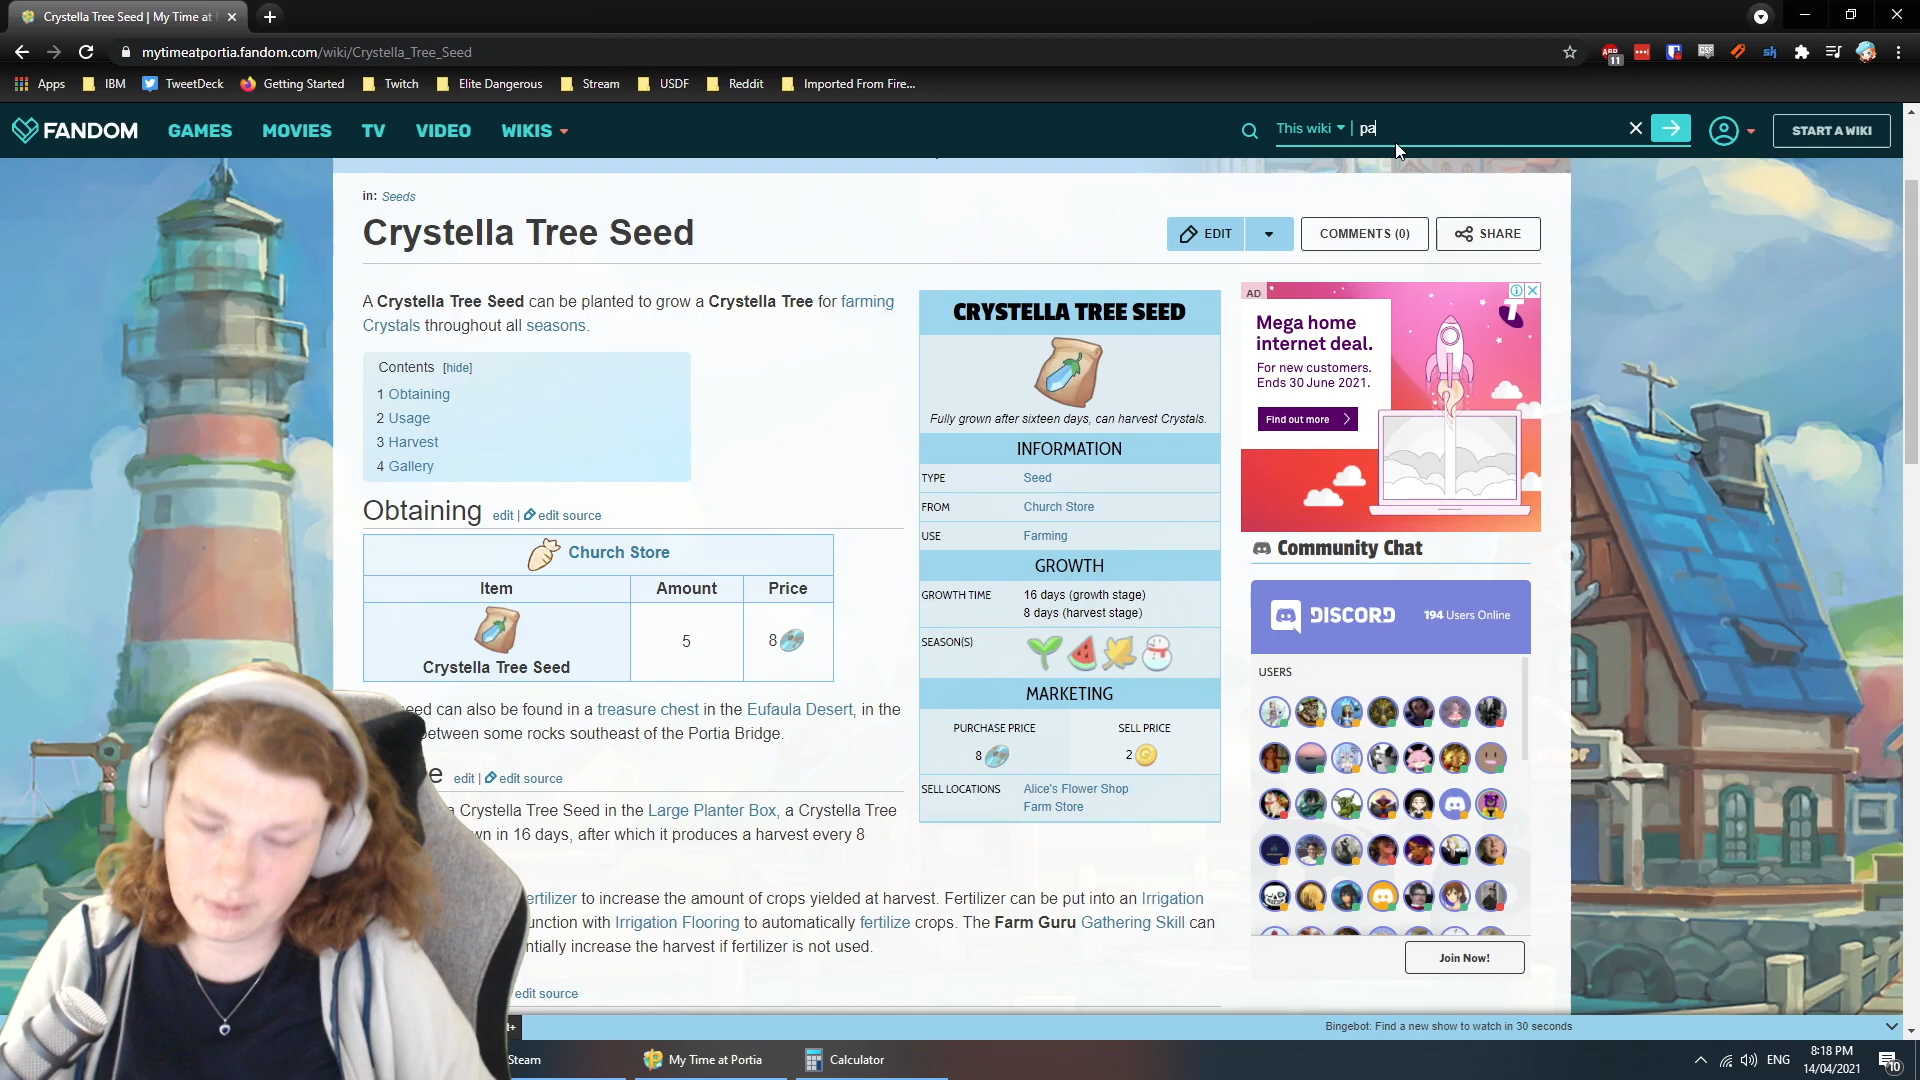 Crystella Tree Seed | My Time at
mytimeatportia.fandom.com/wiki/Crystella_Tree_Seed
ABP
11
CSS
sk
Apps IBM TweetDeck Getting Started Twitch Elite Dangerous Stream USDF Reddit Imported From Fire...
FANDOM GAMES MOVIES TV VIDEO WIKIS This wiki pa START A WIKI
in: Seeds
Crystella Tree Seed
EDIT COMMENTS (0) SHARE
A Crystella Tree Seed can be planted to grow a Crystella Tree for farming
Crystals throughout all seasons.
Contents [hide]
1 Obtaining
2 Usage
3 Harvest
4 Gallery
Obtaining edit | edit source
Church Store
Item Amount Price
Crystella Tree Seed 5 8
eed can also be found in a treasure chest in the Eufaula Desert, in the
between some rocks southeast of the Portia Bridge.
e edit | edit source
a Crystella Tree Seed in the Large Planter Box, a Crystella Tree
wn in 16 days, after which it produces a harvest every 8
ertilizer to increase the amount of crops yielded at harvest. Fertilizer can be put into an Irrigation
unction with Irrigation Flooring to automatically fertilize crops. The Farm Guru Gathering Skill can
ntially increase the harvest if fertilizer is not used.
edit source
CRYSTELLA TREE SEED
Fully grown after sixteen days, can harvest Crystals.
INFORMATION
TYPE Seed
FROM Church Store
USE Farming
GROWTH
GROWTH TIME 16 days (growth stage)
8 days (harvest stage)
SEASON(S)
MARKETING
PURCHASE PRICE SELL PRICE
8 2
SELL LOCATIONS Alice's Flower Shop
Farm Store
AD
Mega home
internet deal.
For new customers.
Ends 30 June 2021.
Find out more
Community Chat
DISCORD 194 Users Online
USERS
Join Now!
Bingebot: Find a new show to watch in 30 seconds
Steam My Time at Portia Calculator
ENG
8:18 PM
14/04/2021
10